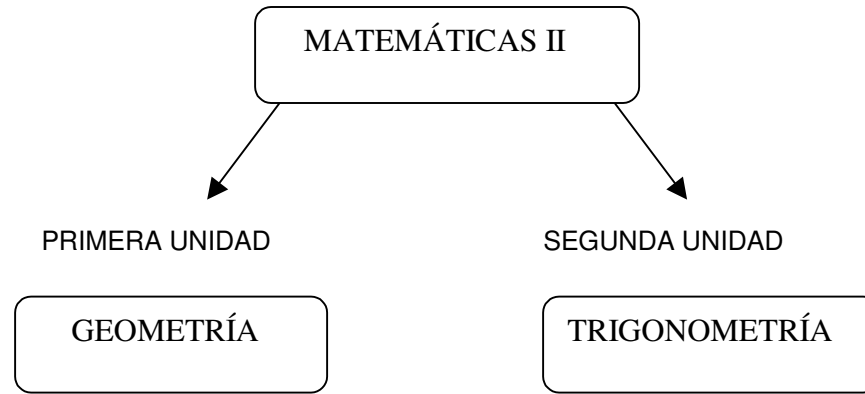 MATEMÁTICAS II
PRIMERA UNIDAD
SEGUNDA UNIDAD
GEOMETRÍA
TRIGONOMETRÍA